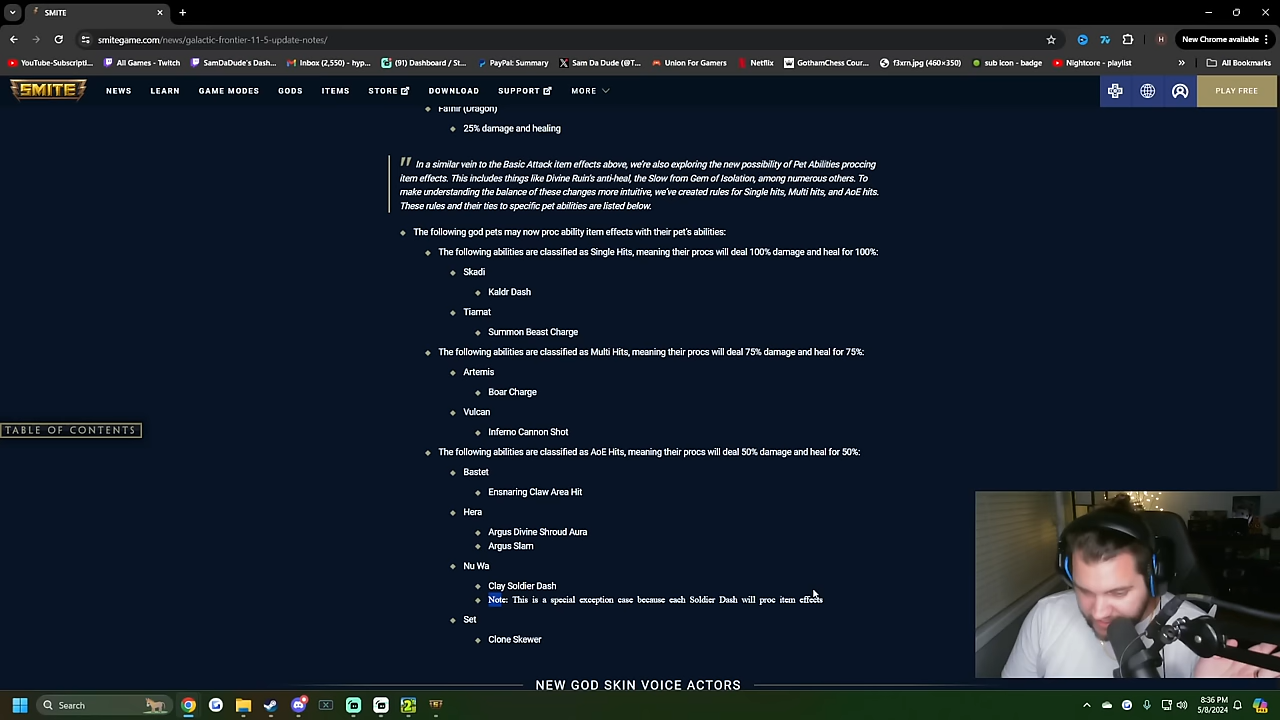 SMITE
smitegame.com/news/galactic-frontier-11-5-update-notes/
H
New Chrome available
YouTube-Subscripti...
All Games - Twitch
SamDaDude's Dash...
Inbox (2,550) - hyp...
(91) Dashboard / St...
PayPal: Summary
Sam Da Dude (@T...
Union For Gamers
Netflix
GothamChess Cour...
f3xrn.jpg (460×350)
sub Icon - badge
Nightcore - playlist
All Bookmarks
SMITE
NEWS
LEARN
GAME MODES
GODS
ITEMS
STORE
DOWNLOAD
SUPPORT
MORE
PLAY FREE
Fafnir (Dragon)
25% damage and healing
In a similar vein to the Basic Attack item effects above, we're also exploring the new possibility of Pet Abilities proccing
item effects. This includes things like Divine Ruin's anti-heal, the Slow from Gem of Isolation, among numerous others. To
make understanding the balance of these changes more intuitive, we've created rules for Single hits, Multi hits, and AoE hits.
These rules and their ties to specific pet abilities are listed below.
The following god pets may now proc ability item effects with their pet's abilities:
The following abilities are classified as Single Hits, meaning their procs will deal 100% damage and heal for 100%:
Skadi
Kaldr Dash
Tiamat
Summon Beast Charge
The following abilities are classified as Multi Hits, meaning their procs will deal 75% damage and heal for 75%:
Artemis
Boar Charge
Vulcan
Inferno Cannon Shot
TABLE OF CONTENTS
The following abilities are classified as AoE Hits, meaning their procs will deal 50% damage and heal for 50%:
Bastet
Ensnaring Claw Area Hit
Hera
Argus Divine Shroud Aura
Argus Slam
Nu Wa
Clay Soldier Dash
Note: This is a special exception case because each Soldier Dash will proc item effects
Set
Clone Skewer
NEW GOD SKIN VOICE ACTORS
Search
8:36 PM
5/8/2024